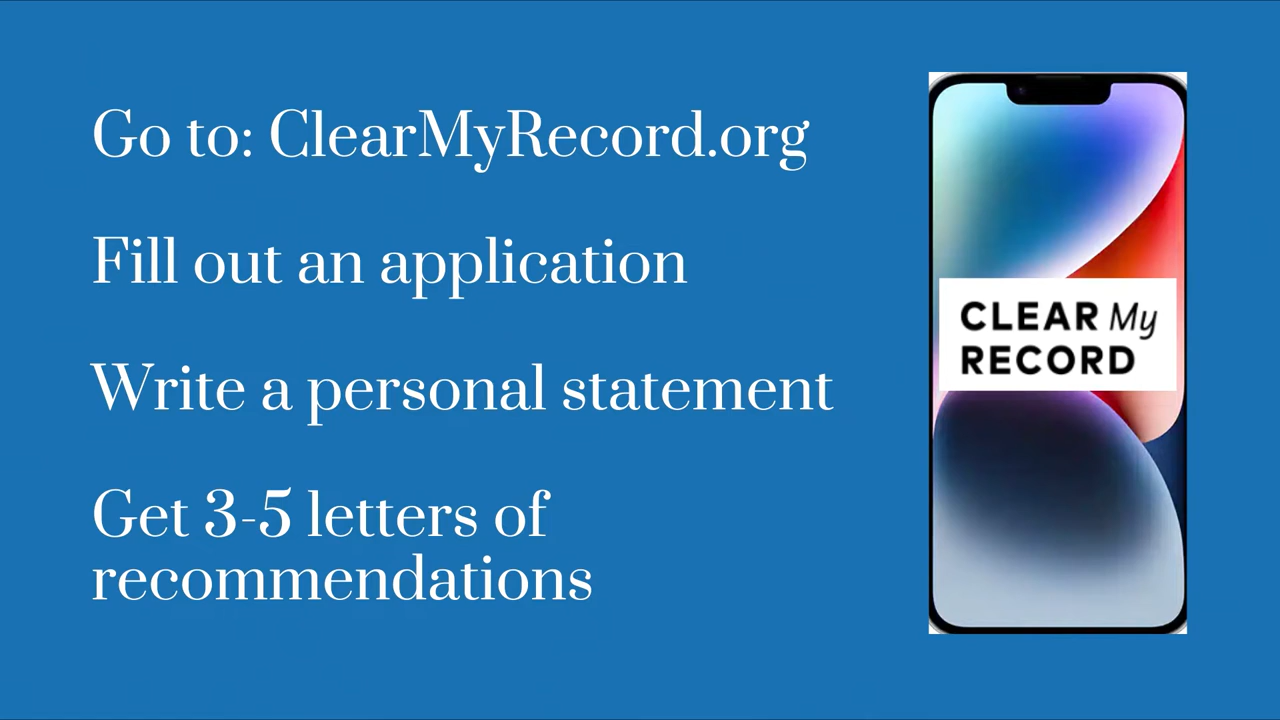 Go to: ClearMyRecord.org
Fill out an application
Write a personal statement
Get 3-5 letters of
recommendations
CLEAR My
RECORD